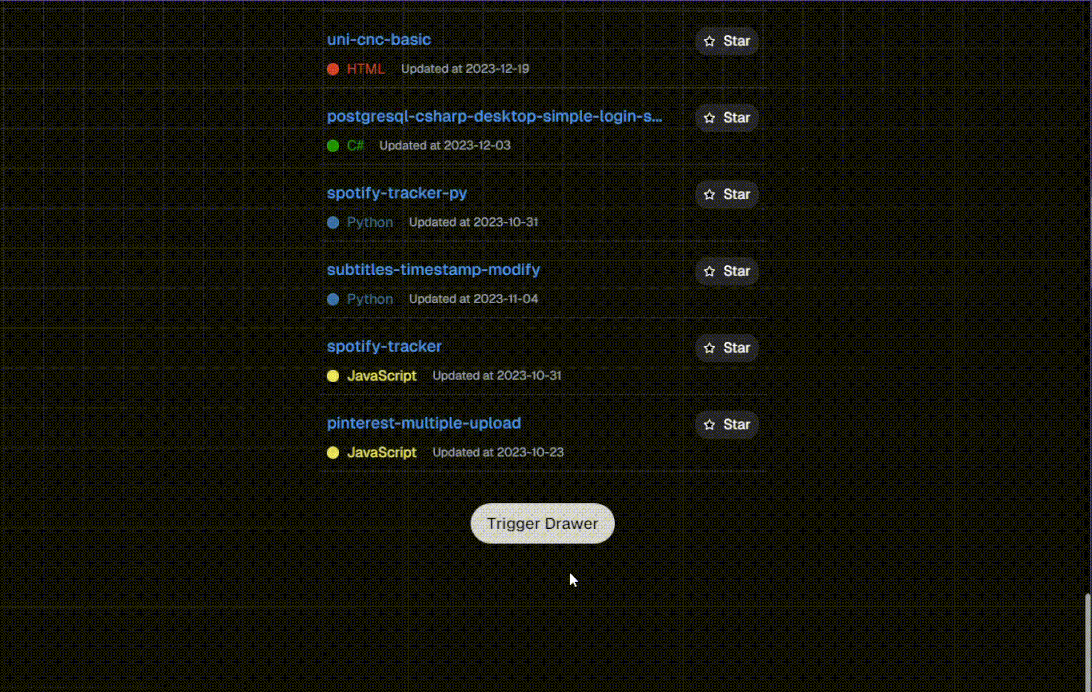 uni-cnc-basic
Star
HTML Updated at 2023-12-19
postgresql-csharp-desktop-simple-login-s...
Star
C# Updated at 2023-12-03
spotify-tracker-py
Star
Python Updated at 2023-10-31
subtitles-timestamp-modify
Star
Python Updated at 2023-11-04
spotify-tracker
Star
JavaScript Updated at 2023-10-31
pinterest-multiple-upload
Star
JavaScript Updated at 2023-10-23
Trigger Drawer